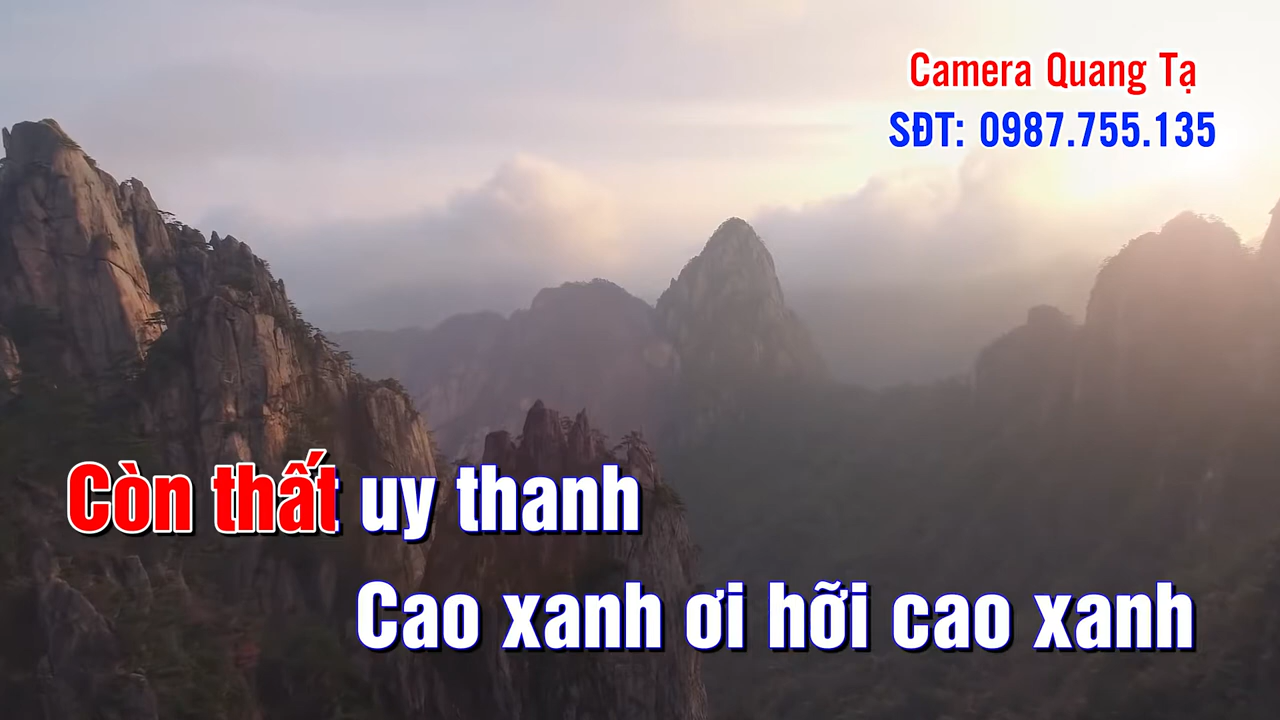 Camera Quang Tạ
SĐT: 0987.755.135
Còn thất uy thanh
Cao xanh ơi hỡi cao xanh